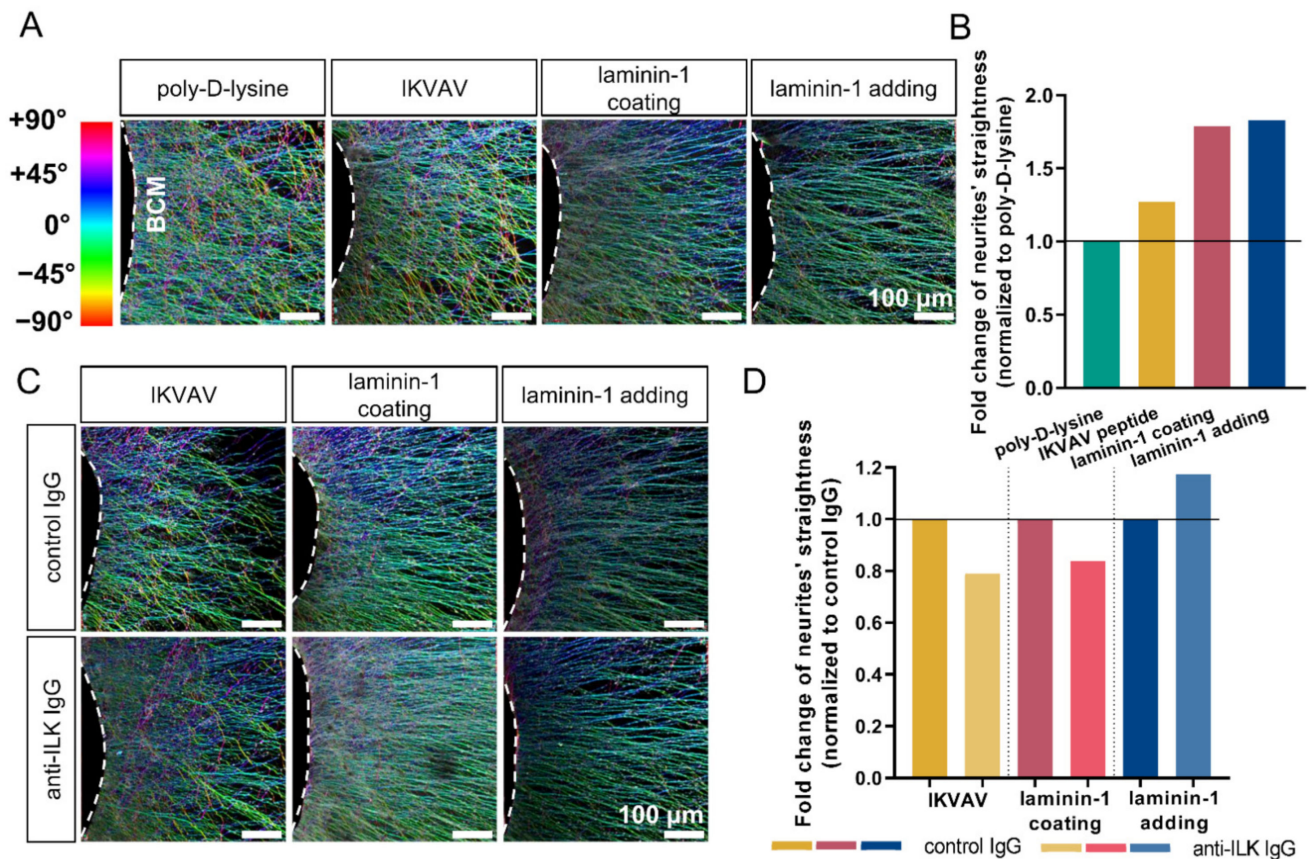 A
poly-D-lysine
IKVAV
laminin-1
coating
laminin-1 adding
+90°
+45°
0°
−45°
−90°
BCM
100 µm
B
Fold change of neurites' straightness
(normalized to poly-D-lysine)
2.0
1.5
1.0
0.5
0.0
poly-D-lysine
IKVAV peptide
laminin-1 coating
laminin-1 adding
C
IKVAV
laminin-1
coating
laminin-1 adding
control IgG
anti-ILK IgG
100 µm
D
Fold change of neurites' straightness
(normalized to control IgG)
1.2
1.0
0.8
0.6
0.4
0.2
0.0
IKVAV
laminin-1
coating
laminin-1
adding
control IgG
anti-ILK IgG